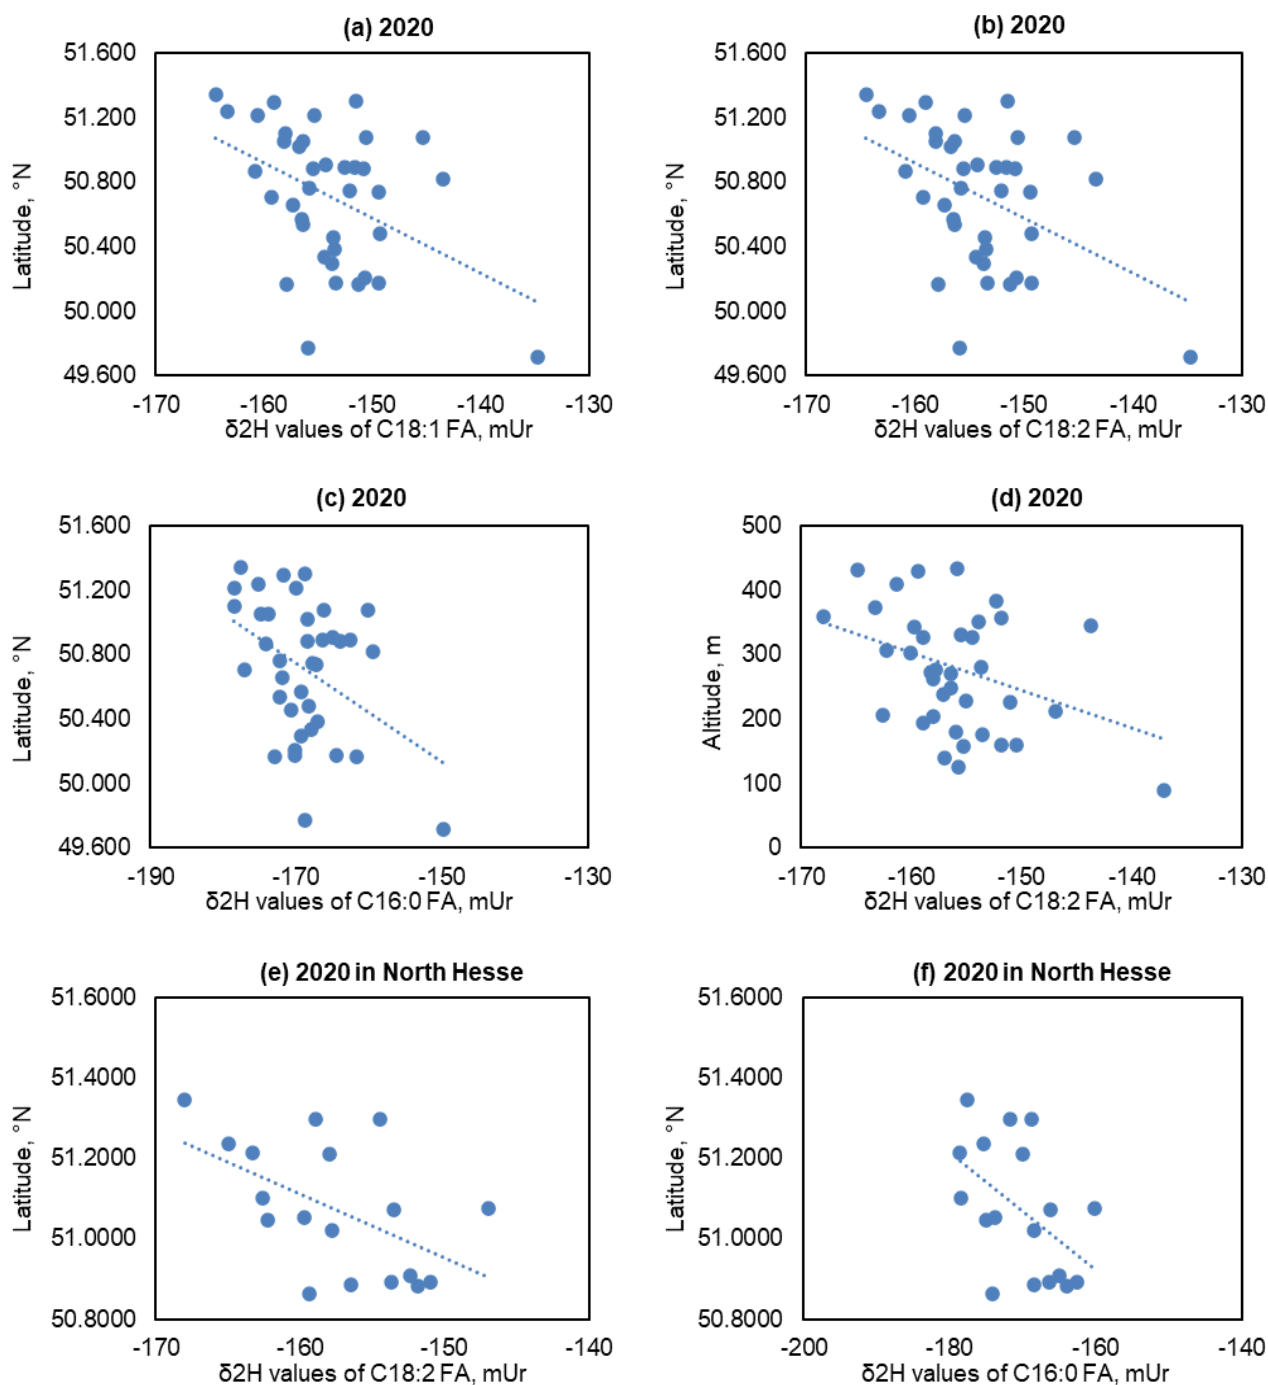 (a) 2020
51.600
51.200
50.800
50.400
50.000
49.600
Latitude, °N
-170 -160 -150 -140 -130
δ2H values of C18:1 FA, mUr
(b) 2020
51.600
51.200
50.800
50.400
50.000
49.600
Latitude, °N
-170 -160 -150 -140 -130
δ2H values of C18:2 FA, mUr
(c) 2020
51.600
51.200
50.800
50.400
50.000
49.600
Latitude, °N
-190 -170 -150 -130
δ2H values of C16:0 FA, mUr
(d) 2020
500
400
300
200
100
0
Altitude, m
-170 -160 -150 -140 -130
δ2H values of C18:2 FA, mUr
(e) 2020 in North Hesse
51.6000
51.4000
51.2000
51.0000
50.8000
Latitude, °N
-170 -160 -150 -140
δ2H values of C18:2 FA, mUr
(f) 2020 in North Hesse
51.6000
51.4000
51.2000
51.0000
50.8000
Latitude, °N
-200 -180 -160 -140
δ2H values of C16:0 FA, mUr